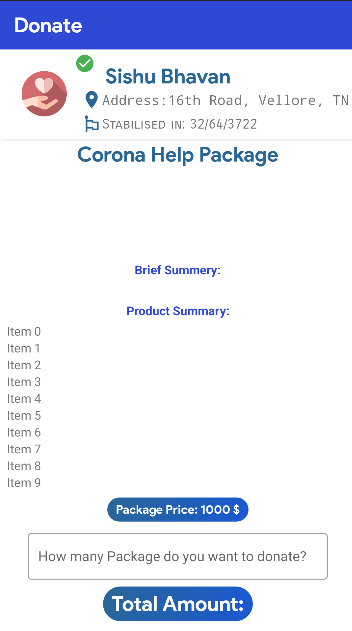 Donate
Sishu Bhavan
Address:16th Road, Vellore, TN
Stabilised in: 32/64/3722
Corona Help Package
Brief Summery:
Product Summary:
Item 0
Item 1
Item 2
Item 3
Item 4
Item 5
Item 6
Item 7
Item 8
Item 9
Package Price: 1000 $
How many Package do you want to donate?
Total Amount: